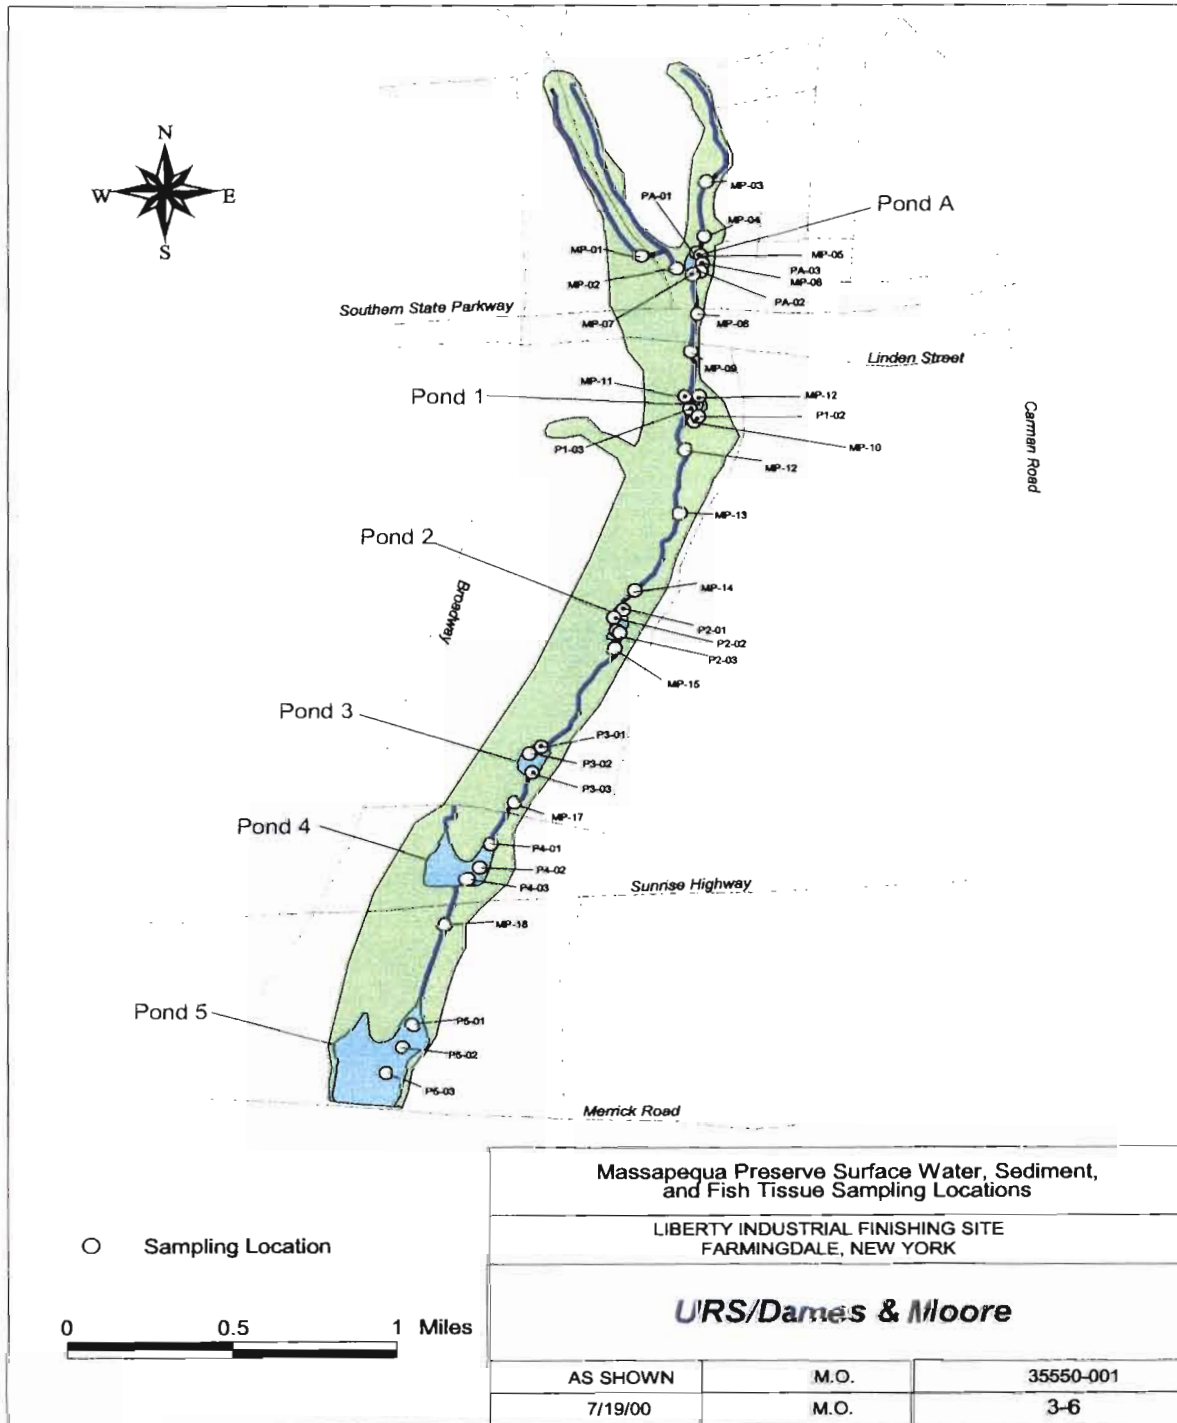 N
W
E
S
MP-03
PA-01
Pond A
MP-04
MP-01
MP-05
PA-03
MP-02
MP-06
PA-02
Southern State Parkway
MP-07
MP-08
Linden Street
MP-09
MP-11
Pond 1
MP-12
P1-02
Carman Road
P1-03
MP-10
MP-12
MP-13
Pond 2
MP-14
Broadway
P2-01
P2-02
P2-03
MP-15
Pond 3
P3-01
P3-02
P3-03
MP-17
Pond 4
P4-01
P4-02
P4-03
Sunrise Highway
MP-18
Pond 5
P5-01
P5-02
P5-03
Merrick Road
Massapequa Preserve Surface Water, Sediment,
and Fish Tissue Sampling Locations
LIBERTY INDUSTRIAL FINISHING SITE
FARMINGDALE, NEW YORK
Sampling Location
URS/Dames & Moore
0 0.5 1 Miles
AS SHOWN M.O. 35550-001
7/19/00 M.O. 3-6